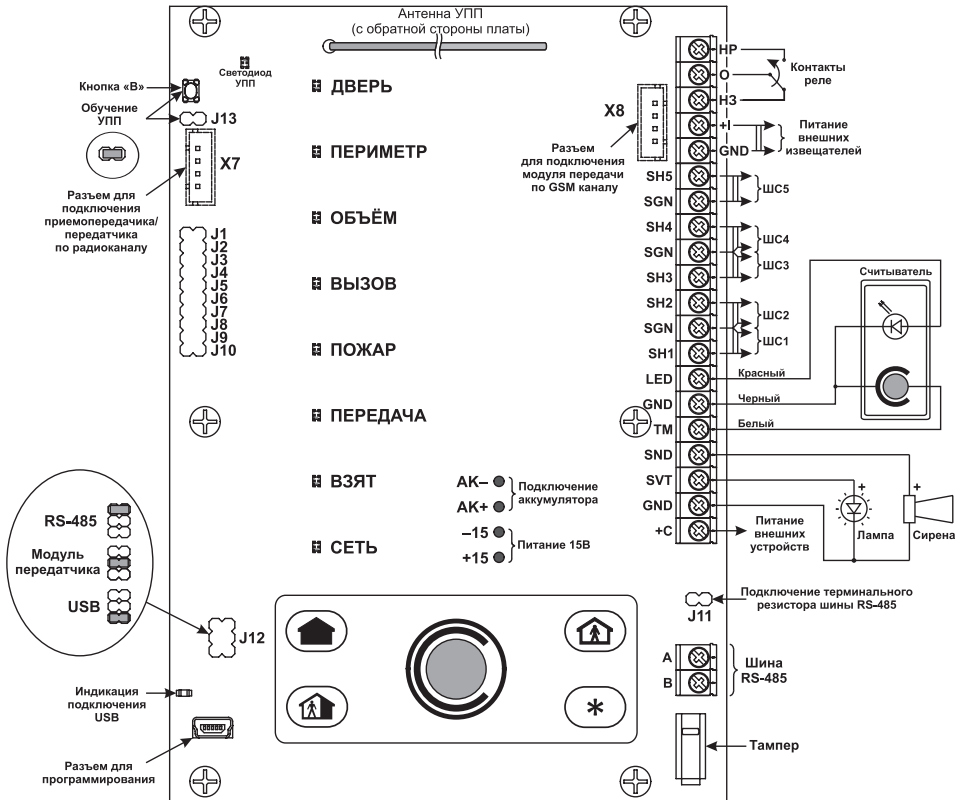 Антенна УПП
(с обратной стороны платы)
Светодиод
УПП
Кнопка «В»
Обучение
УПП
J13
X7
Разъем для
подключения
приемопередачика/
передатчика
по радиоканалу
J1
J2
J3
J4
J5
J6
J7
J8
J9
J10
ДВЕРЬ
ПЕРИМЕТР
ОБЪЁМ
ВЫЗОВ
ПОЖАР
ПЕРЕДАЧА
ВЗЯТ
СЕТЬ
X8
Разъем
для подключения
модуля передачи
по GSM каналу
АК–
АК+
Подключение
аккумулятора
–15
+15
Питание 15В
НР
О
НЗ
Контакты
реле
+I
GND
Питание
внешних
извещателей
SH5
SGN
ШС5
SH4
SGN
SH3
ШС4
ШС3
SH2
SGN
SH1
ШС2
ШС1
LED
GND
TM
Красный
Черный
Белый
Считыватель
SND
SVT
GND
+C
Питание
внешних
устройств
+
Лампа
+
Сирена
RS-485
Модуль
передатчика
USB
J12
Подключение терминального
резистора шины RS-485
J11
A
B
Шина
RS-485
Тампер
Индикация
подключения
USB
Разъем для
программирования
*